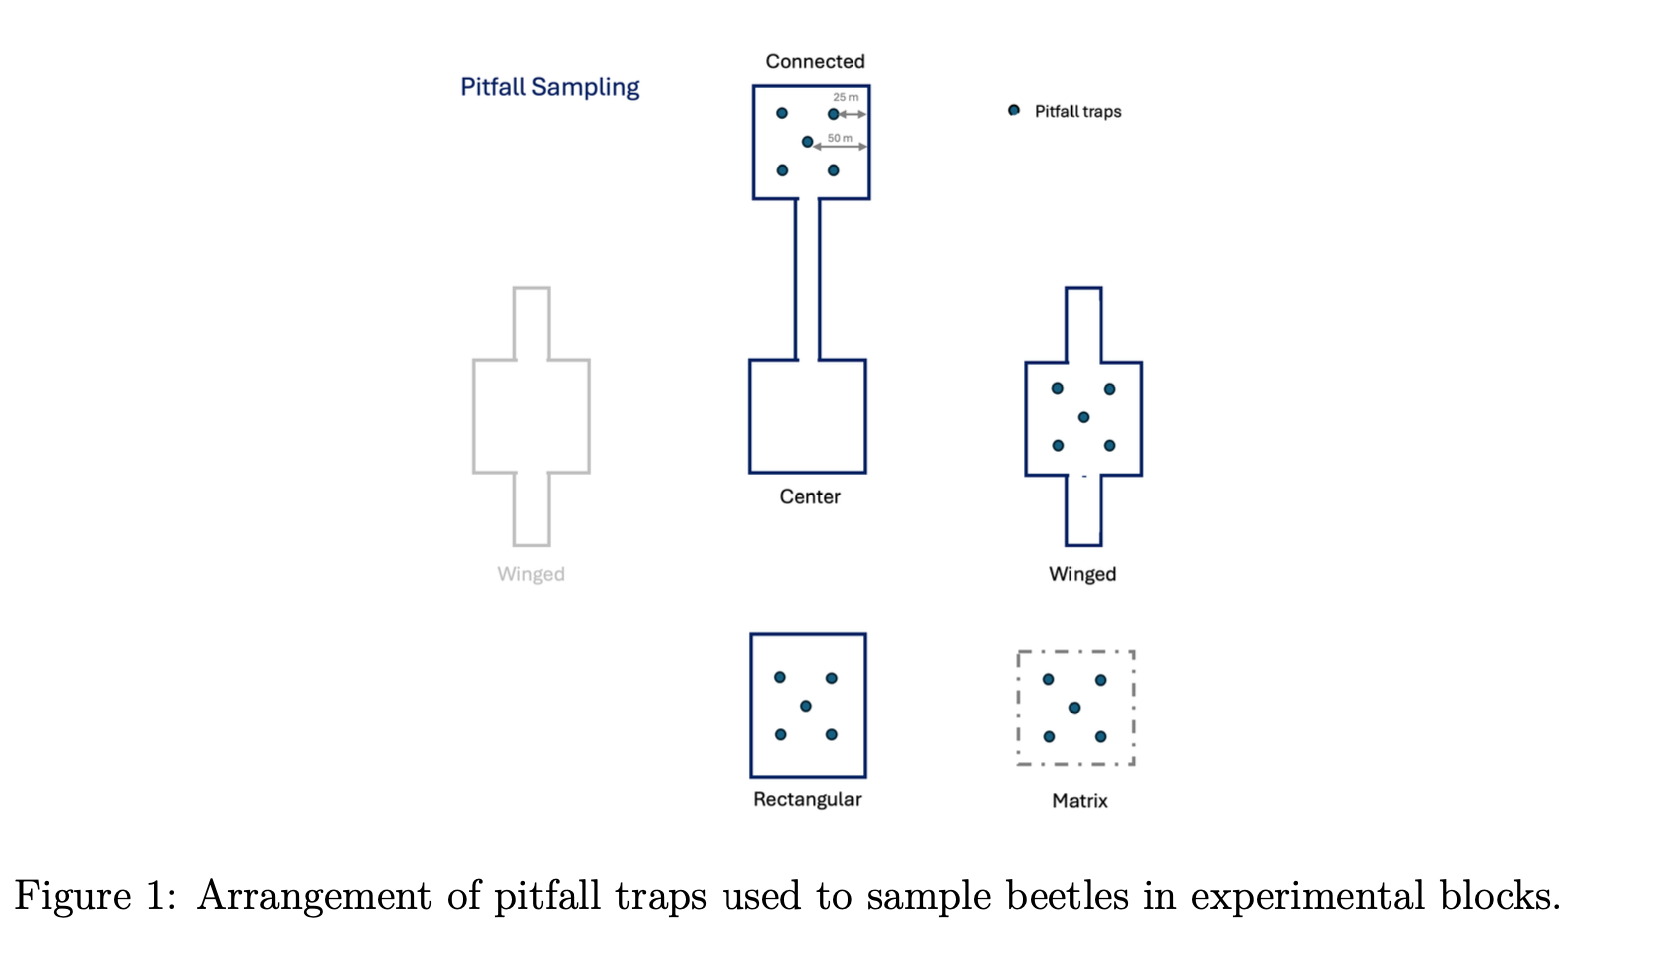 Connected
Pitfall Sampling
25 m
Pitfall traps
50 m
Center
Winged
Winged
Rectangular
Matrix
Figure 1: Arrangement of pitfall traps used to sample beetles in experimental blocks.